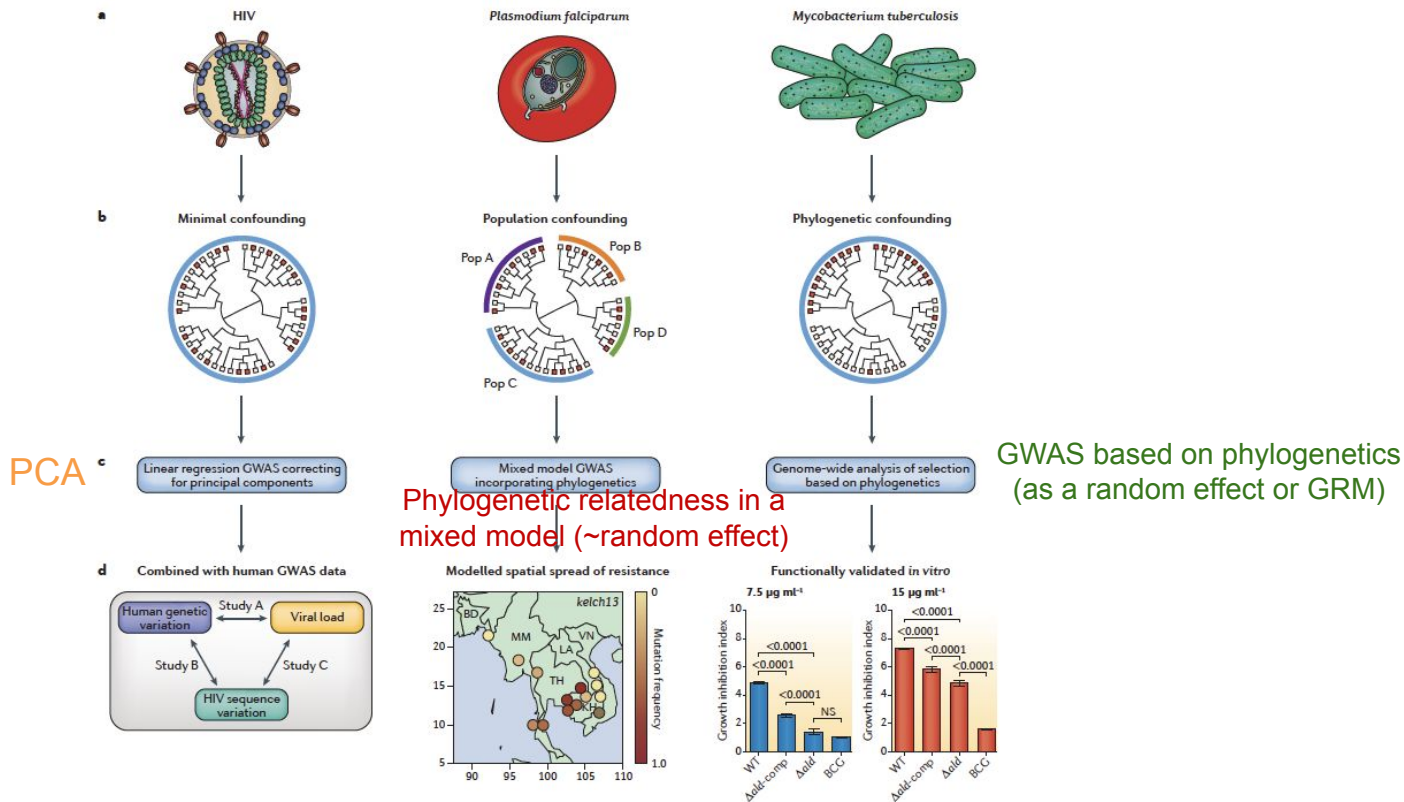 a
HIV
Plasmodium falciparum
Mycobacterium tuberculosis
b
Minimal confounding
Population confounding
Phylogenetic confounding
Pop A
Pop B
Pop D
Pop C
PCA
c
Linear regression GWAS correcting
for principal components
Mixed model GWAS
incorporating phylogenetics
Genome-wide analysis of selection
based on phylogenetics
GWAS based on phylogenetics
(as a random effect or GRM)
Phylogenetic relatedness in a
mixed model (~random effect)
d
Combined with human GWAS data
Human genetic
variation
Study A
Viral load
Study B
Study C
HIV sequence
variation
Modelled spatial spread of resistance
kelch13
BD
MM
VN
LA
TH
KH
25
20
15
10
5
90
95
100
105
110
0
Mutation frequency
1.0
Functionally validated in vitro
7.5 µg ml⁻¹
Growth inhibition index
10
8
6
4
2
0
<0.0001
<0.0001
<0.0001
NS
WT
Δald-comp
Δald
BCG
15 µg ml⁻¹
Growth inhibition index
10
8
6
4
2
0
<0.0001
<0.0001
<0.0001
<0.0001
WT
Δald-comp
Δald
BCG